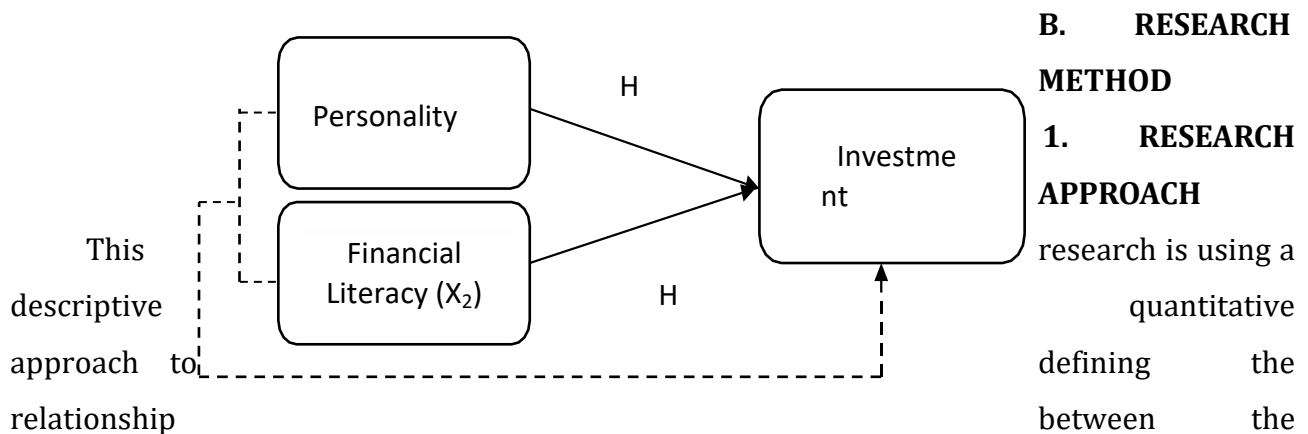 B. RESEARCH
METHOD
1. RESEARCH
APPROACH
Personality
H
Investme
nt
Financial
Literacy (X₂)
H
This research is using a
descriptive quantitative
approach to defining the
relationship between the